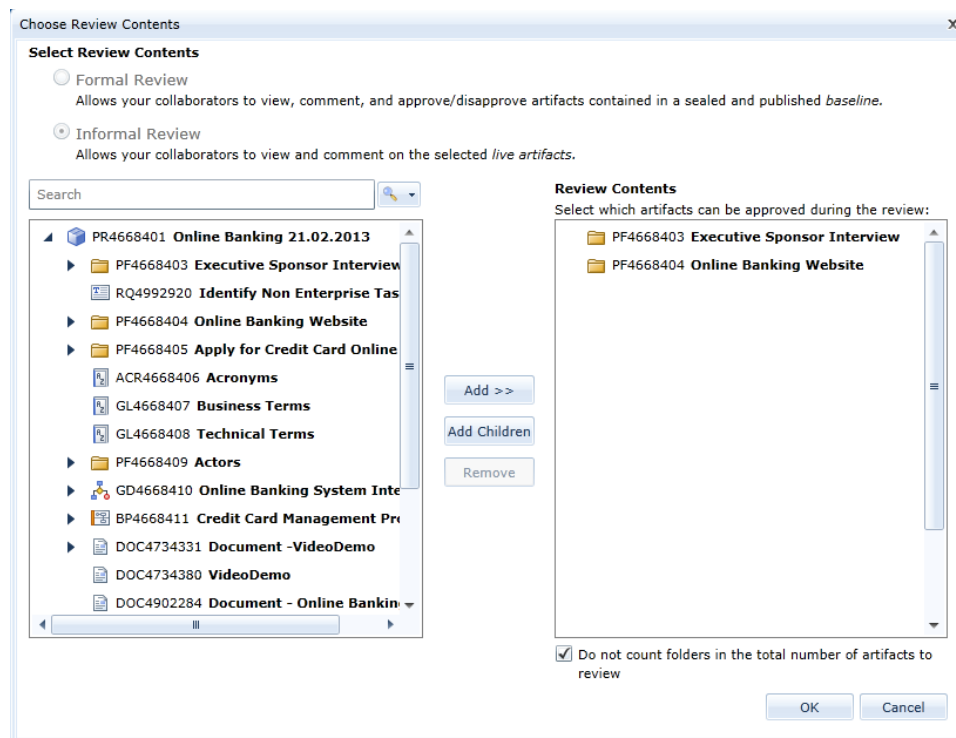 Choose Review Contents
Select Review Contents
Formal Review
Allows your collaborators to view, comment, and approve/disapprove artifacts contained in a sealed and published baseline.
Informal Review
Allows your collaborators to view and comment on the selected live artifacts.
Search
PR4668401 Online Banking 21.02.2013
PF4668403 Executive Sponsor Interview
RQ4992920 Identify Non Enterprise Tas
PF4668404 Online Banking Website
PF4668405 Apply for Credit Card Online
ACR4668406 Acronyms
GL4668407 Business Terms
GL4668408 Technical Terms
PF4668409 Actors
GD4668410 Online Banking System Inte
BP4668411 Credit Card Management Pro
DOC4734331 Document -VideoDemo
DOC4734380 VideoDemo
DOC4902284 Document - Online Bankin
Add >>
Add Children
Remove
Review Contents
Select which artifacts can be approved during the review:
PF4668403 Executive Sponsor Interview
PF4668404 Online Banking Website
Do not count folders in the total number of artifacts to
review
OK
Cancel